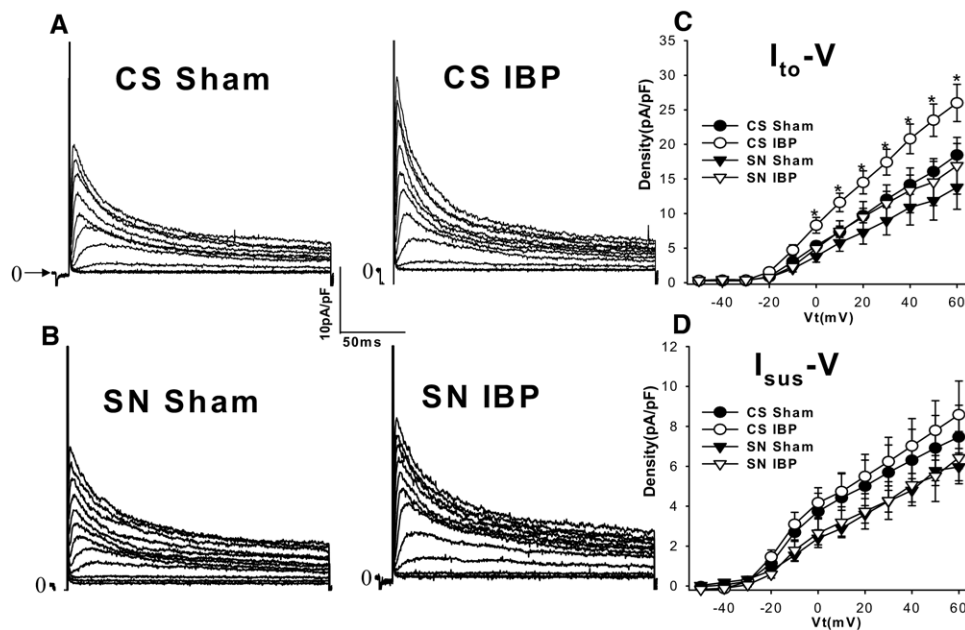 A
CS Sham
CS IBP
0
0
10pA/pF
50ms
B
SN Sham
SN IBP
0
0
C
Ito-V
35
30
25
20
15
10
5
0
Density(pA/pF)
CS Sham
CS IBP
SN Sham
SN IBP
* * * * * * *
-40 -20 0 20 40 60
Vt(mV)
D
Isus-V
12
10
8
6
4
2
0
Density(pA/pF)
CS Sham
CS IBP
SN Sham
SN IBP
-40 -20 0 20 40 60
Vt(mV)